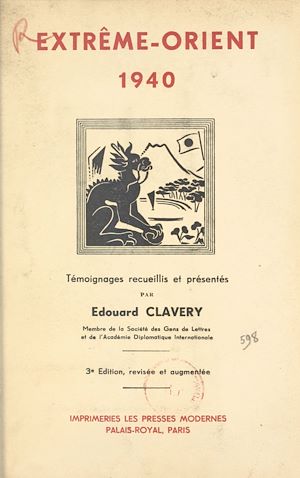 EXTRÊME-ORIENT
1940
Témoignages recueillis et présentés
PAR
Edouard CLAVERY
Membre de la Société des Gens de Lettres
et de l'Académie Diplomatique Internationale
598
3e Edition, revisée et augmentée
IMPRIMERIES LES PRESSES MODERNES
PALAIS-ROYAL, PARIS